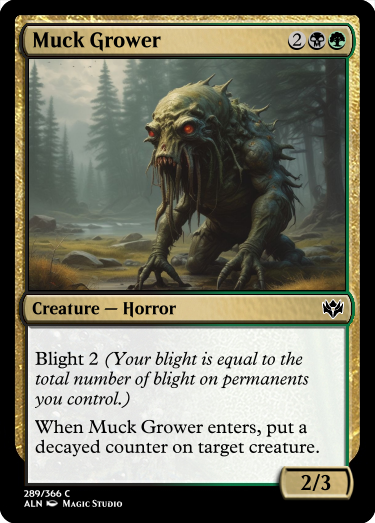 Muck Grower 2
Creature — Horror
Blight 2 (Your blight is equal to the
total number of blight on permanents
you control.)
When Muck Grower enters, put a
decayed counter on target creature.
2/3
289/366 C
ALN Magic Studio